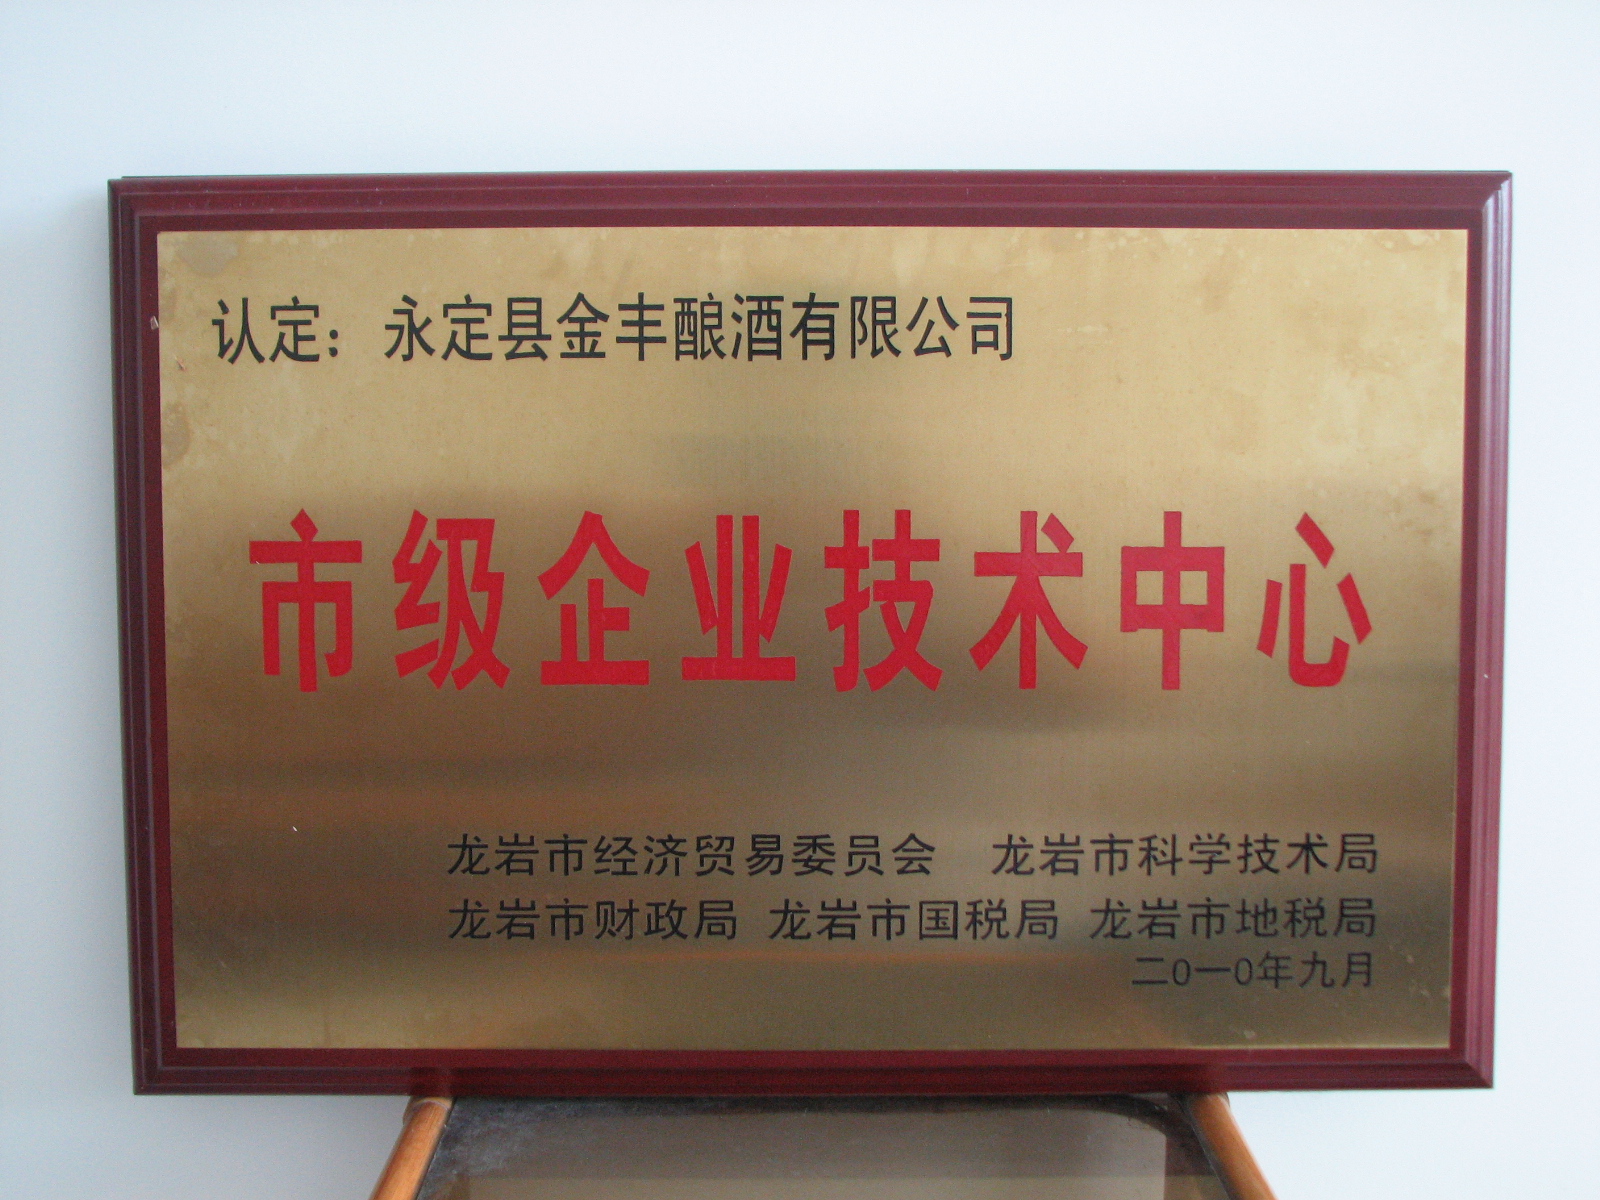 认定：永定县金丰酿酒有限公司
市级企业技术中心
龙岩市经济贸易委员会 龙岩市科学技术局
龙岩市财政局 龙岩市国税局 龙岩市地税局
二0一0年九月